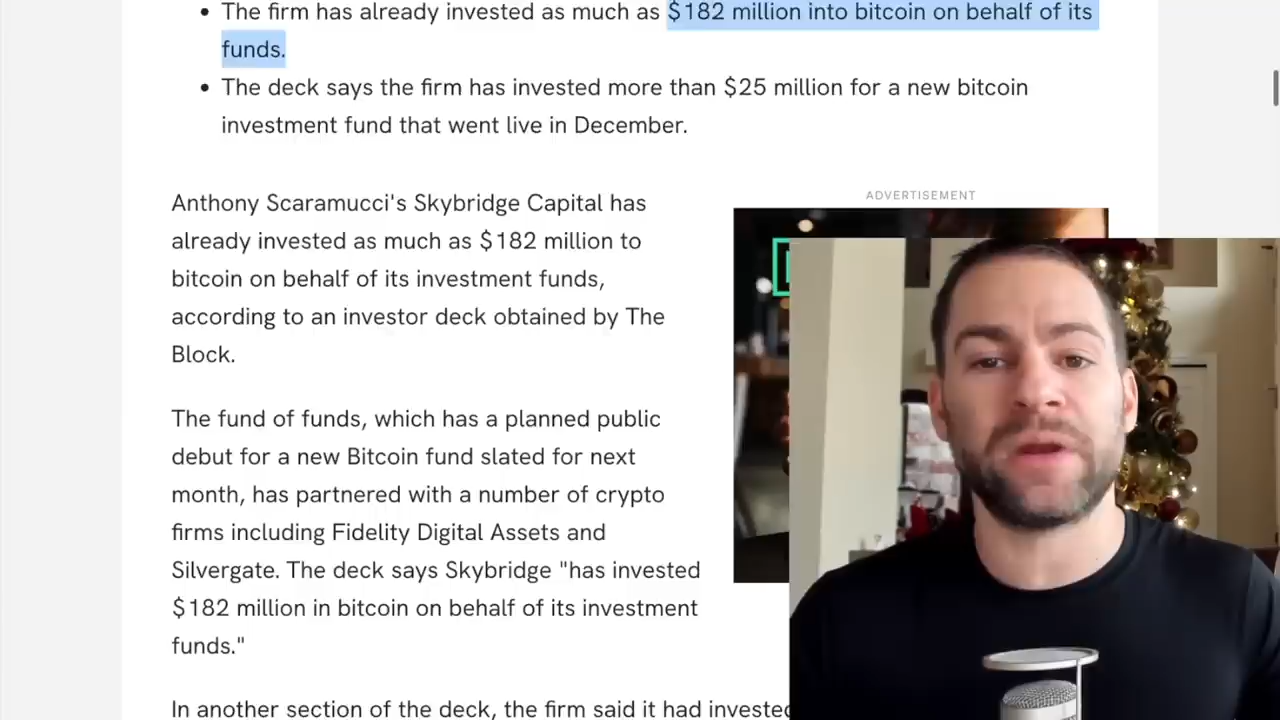 The firm has already invested as much as $182 million into bitcoin on behalf of its
funds.
The deck says the firm has invested more than $25 million for a new bitcoin
investment fund that went live in December.
ADVERTISEMENT
Anthony Scaramucci's Skybridge Capital has
already invested as much as $182 million to
bitcoin on behalf of its investment funds,
according to an investor deck obtained by The
Block.
The fund of funds, which has a planned public
debut for a new Bitcoin fund slated for next
month, has partnered with a number of crypto
firms including Fidelity Digital Assets and
Silvergate. The deck says Skybridge "has invested
$182 million in bitcoin on behalf of its investment
funds."
In another section of the deck, the firm said it had invested